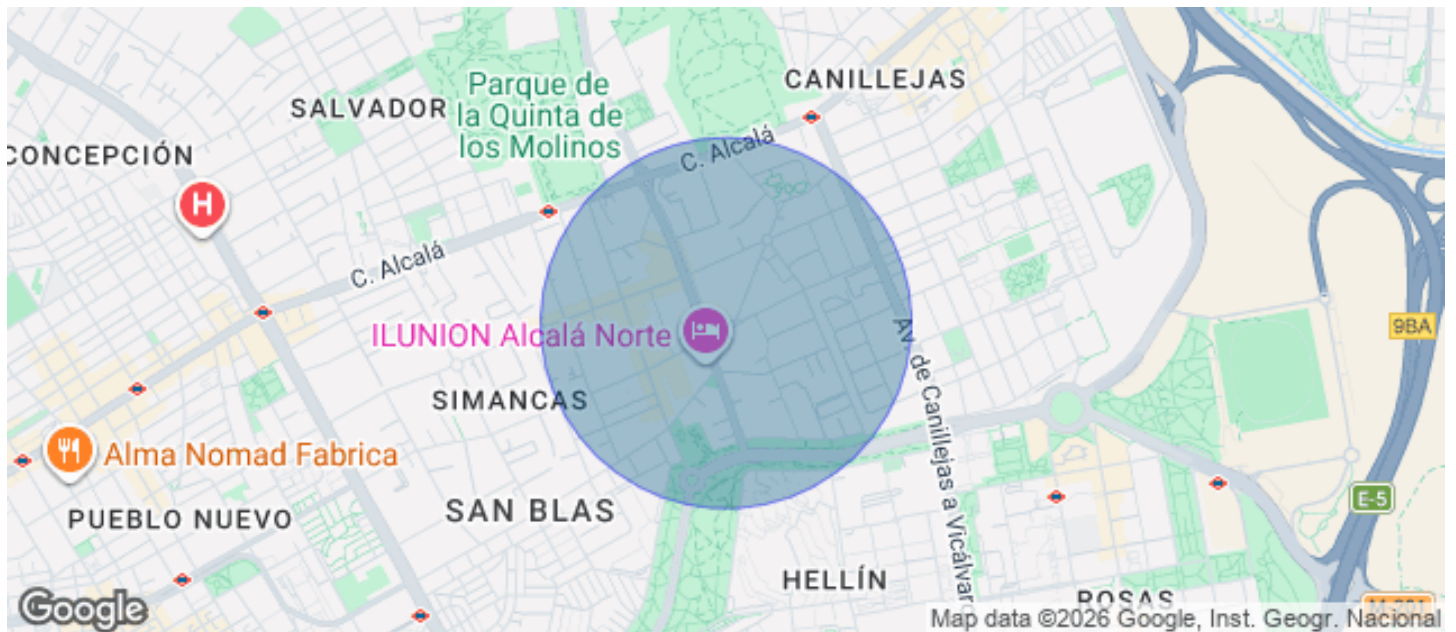 CANILLEJAS
Parque de
la Quinta de
los Molinos
SALVADOR
CONCEPCIÓN
H
C. Alcalá
C. Alcalá
9BA
ILUNION Alcalá Norte
Av. de Canillejas a Vicálvaro
SIMANCAS
Alma Nomad Fabrica
E-5
PUEBLO NUEVO
SAN BLAS
HELLÍN
ROSAS
M-201
Google
Map data ©2026 Google, Inst. Geogr. Nacional